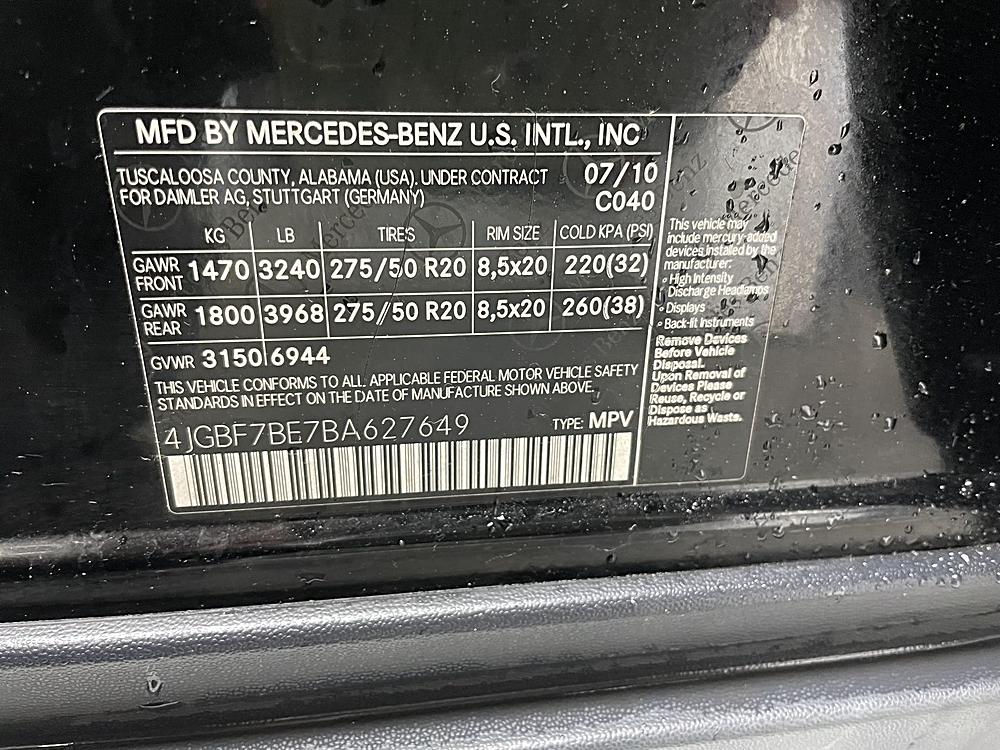 MFD BY MERCEDES-BENZ U.S. INTL., INC
TUSCALOOSA COUNTY, ALABAMA (USA). UNDER CONTRACT
FOR DAIMLER AG, STUTTGART (GERMANY)
07/10
C040
KG LB TIRE'S RIM SIZE COLD KPA (PSI)
GAWR FRONT 1470 3240 275/50 R20 8,5x20 220(32)
GAWR REAR 1800 3968 275/50 R20 8,5x20 260(38)
GVWR 3150 6944
THIS VEHICLE CONFORMS TO ALL. APPLICABLE FEDERAL MOTOR VEHICLE SAFETY
STANDARDS IN EFFECT ON THE DATE OF MANUFACTURE SHOWN ABOVE.
4JGBF7BE7BA627649
TYPE: MPV
This vehicle may
include mercury-added
devices installed by the
manufacturer:
• High Intensity
Discharge Headlamps
• Displays
• Back-lit Instruments
Remove Devices
Before Vehicle
Disposal.
Upon Removal of
Devices Please
Reuse, Recycle or
Dispose as
Hazardous Waste.